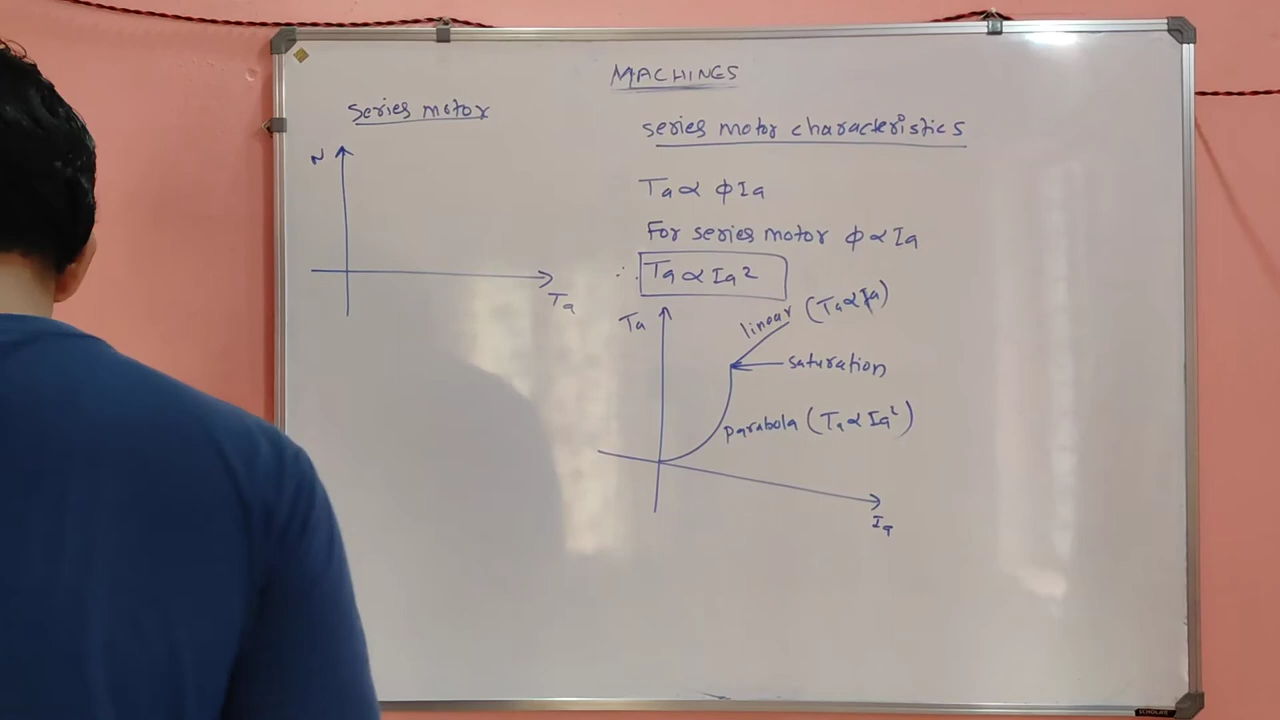 MACHINES
series motor
N
Ta
series motor characteristics
Ta ∝ ϕIa
For series motor ϕ ∝ Ia
∴ Ta ∝ Ia2
Ta
linear (Ta∝Ia)
saturation
parabola (Ta ∝ Ia²)
Ia
SCHOLAR